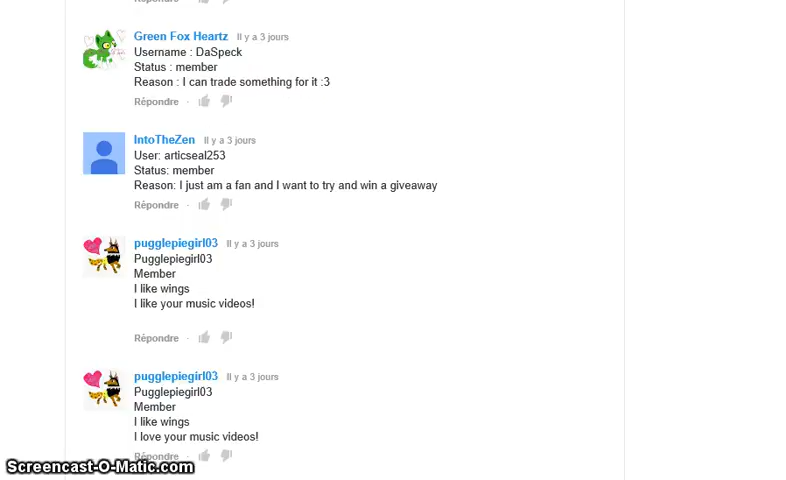 Green Fox Heartz Il y a 3 jours
Username : DaSpeck
Status : member
Reason : I can trade something for it :3
Répondre ·
IntoTheZen Il y a 3 jours
User: articseal253
Status: member
Reason: I just am a fan and I want to try and win a giveaway
Répondre ·
pugglepiegirl03 Il y a 3 jours
Pugglepiegirl03
Member
I like wings
I like your music videos!
Répondre ·
pugglepiegirl03 Il y a 3 jours
Pugglepiegirl03
Member
I like wings
I love your music videos!
Répondre ·
Screencast-O-Matic.com